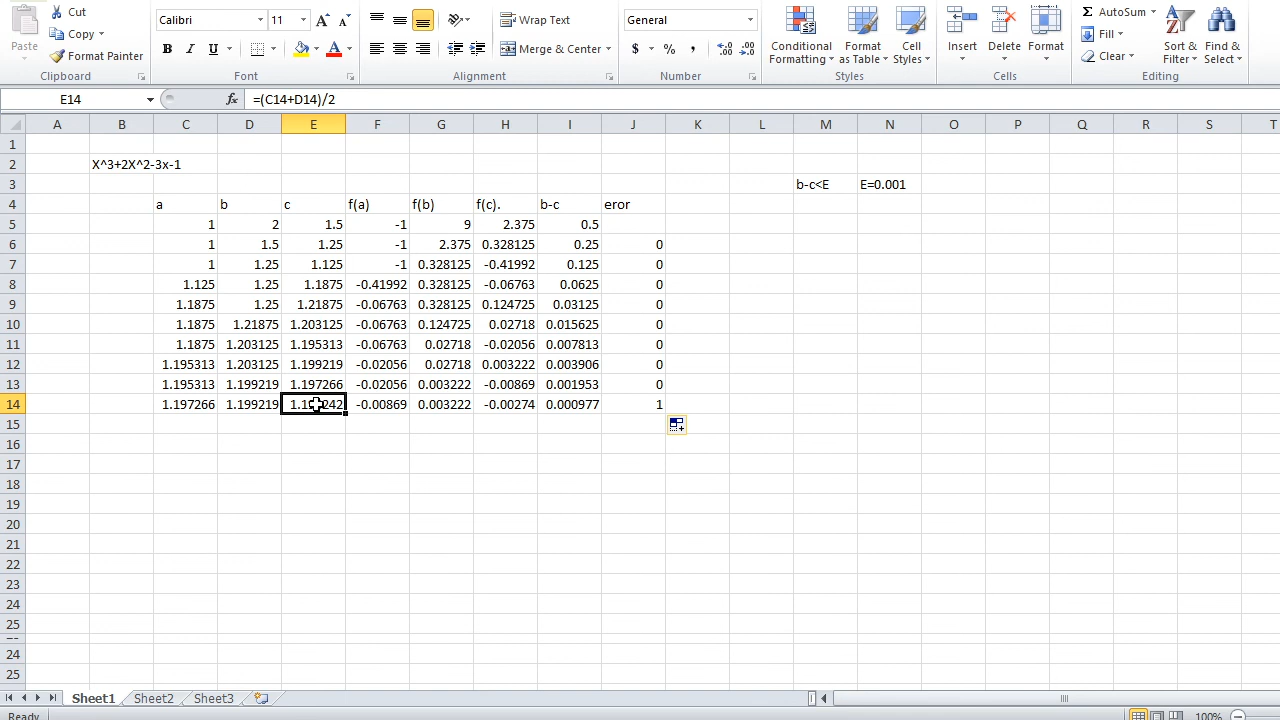 Cut
Calibri 11
Wrap Text
General
AutoSum
Paste
Copy
Fill
Format Painter
B I U
Merge & Center
$ % ,
Conditional Formatting
Format as Table
Cell Styles
Insert
Delete
Format
Clear
Sort & Filter
Find & Select
Clipboard
Font
Alignment
Number
Styles
Cells
Editing
E14 fx =(C14+D14)/2
A B C D E F G H I J K L M N O P Q R S T
1
2 X^3+2X^2-3x-1
3 b-c<E E=0.001
4 a b c f(a) f(b) f(c). b-c eror
5 1 2 1.5 -1 9 2.375 0.5
6 1 1.5 1.25 -1 2.375 0.328125 0.25 0
7 1 1.25 1.125 -1 0.328125 -0.41992 0.125 0
8 1.125 1.25 1.1875 -0.41992 0.328125 -0.06763 0.0625 0
9 1.1875 1.25 1.21875 -0.06763 0.328125 0.124725 0.03125 0
10 1.1875 1.21875 1.203125 -0.06763 0.124725 0.02718 0.015625 0
11 1.1875 1.203125 1.195313 -0.06763 0.02718 -0.02056 0.007813 0
12 1.195313 1.203125 1.199219 -0.02056 0.02718 0.003222 0.003906 0
13 1.195313 1.199219 1.197266 -0.02056 0.003222 -0.00869 0.001953 0
14 1.197266 1.199219 -0.00869 0.003222 -0.00274 0.000977 1
15
16
17
18
19
20
21
22
23
24
25
24
25
Sheet1 Sheet2 Sheet3
Ready 100%